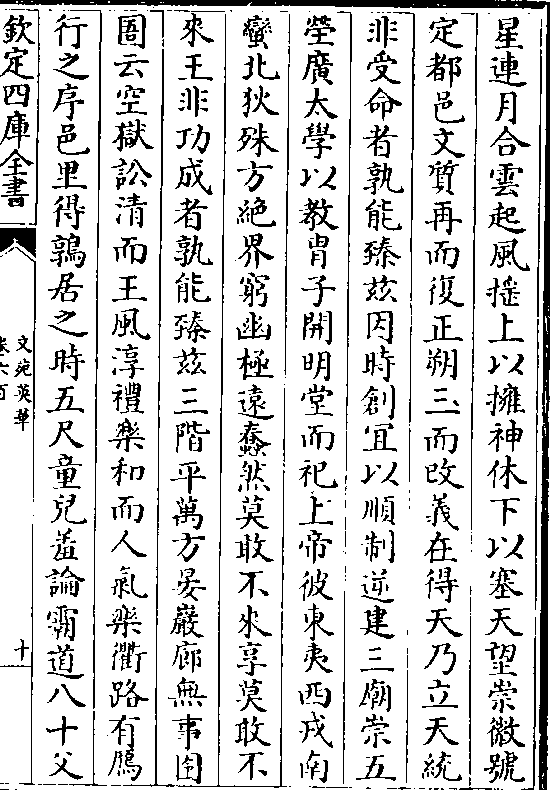 星連月合雲起風揺上以擁神休下以塞天望崇徽號
定都邑文質再而復正朔三而改義在得天乃立天統
非受命者孰能臻兹因時創宜以順制逆建三廟崇五
瑩廣太學以教胄子開明堂而祀上帝彼東夷西戎南
蠻北狄殊方絶界窮幽極遠蠢然莫敢不來享莫敢不
來王非功成者孰能臻兹三階平萬方晏巖廊無事囹
圄云空獄訟清而王風淳禮樂和而人氣樂衢路有鴈
行之序邑里得鶉居之時五尺童兒羞論霸道八十父
欽定四庫全書
文苑英華
卷六百
十